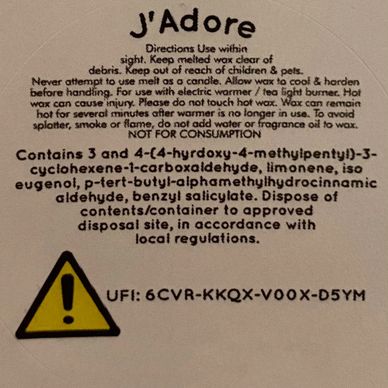 J'Adore
Directions Use within
sight. Keep melted wax clear of
debris. Keep out of reach of children & pets.
Never attempt to use melt as a candle. Allow wax to cool & harden
before handling. For use with electric warmer / tea light burner. Hot
wax can cause injury. Please do not touch hot wax. Wax can remain
hot for several minutes after warmer is no longer in use. To avoid
splatter, smoke or flame, do not add water or fragrance oil to wax.
NOT FOR CONSUMPTION
Contains 3 and 4-(4-hyrdoxy-4-methylpentyl)-3-
cyclohexene-1-carboxaldehyde, limonene, iso
eugenol, p-tert-butyl-alphamethylhydrocinnamic
aldehyde, benzyl salicylate. Dispose of
contents/container to approved
disposal site, in accordance with
local regulations.
UFI: 6CVR-KKQX-V00X-D5YM